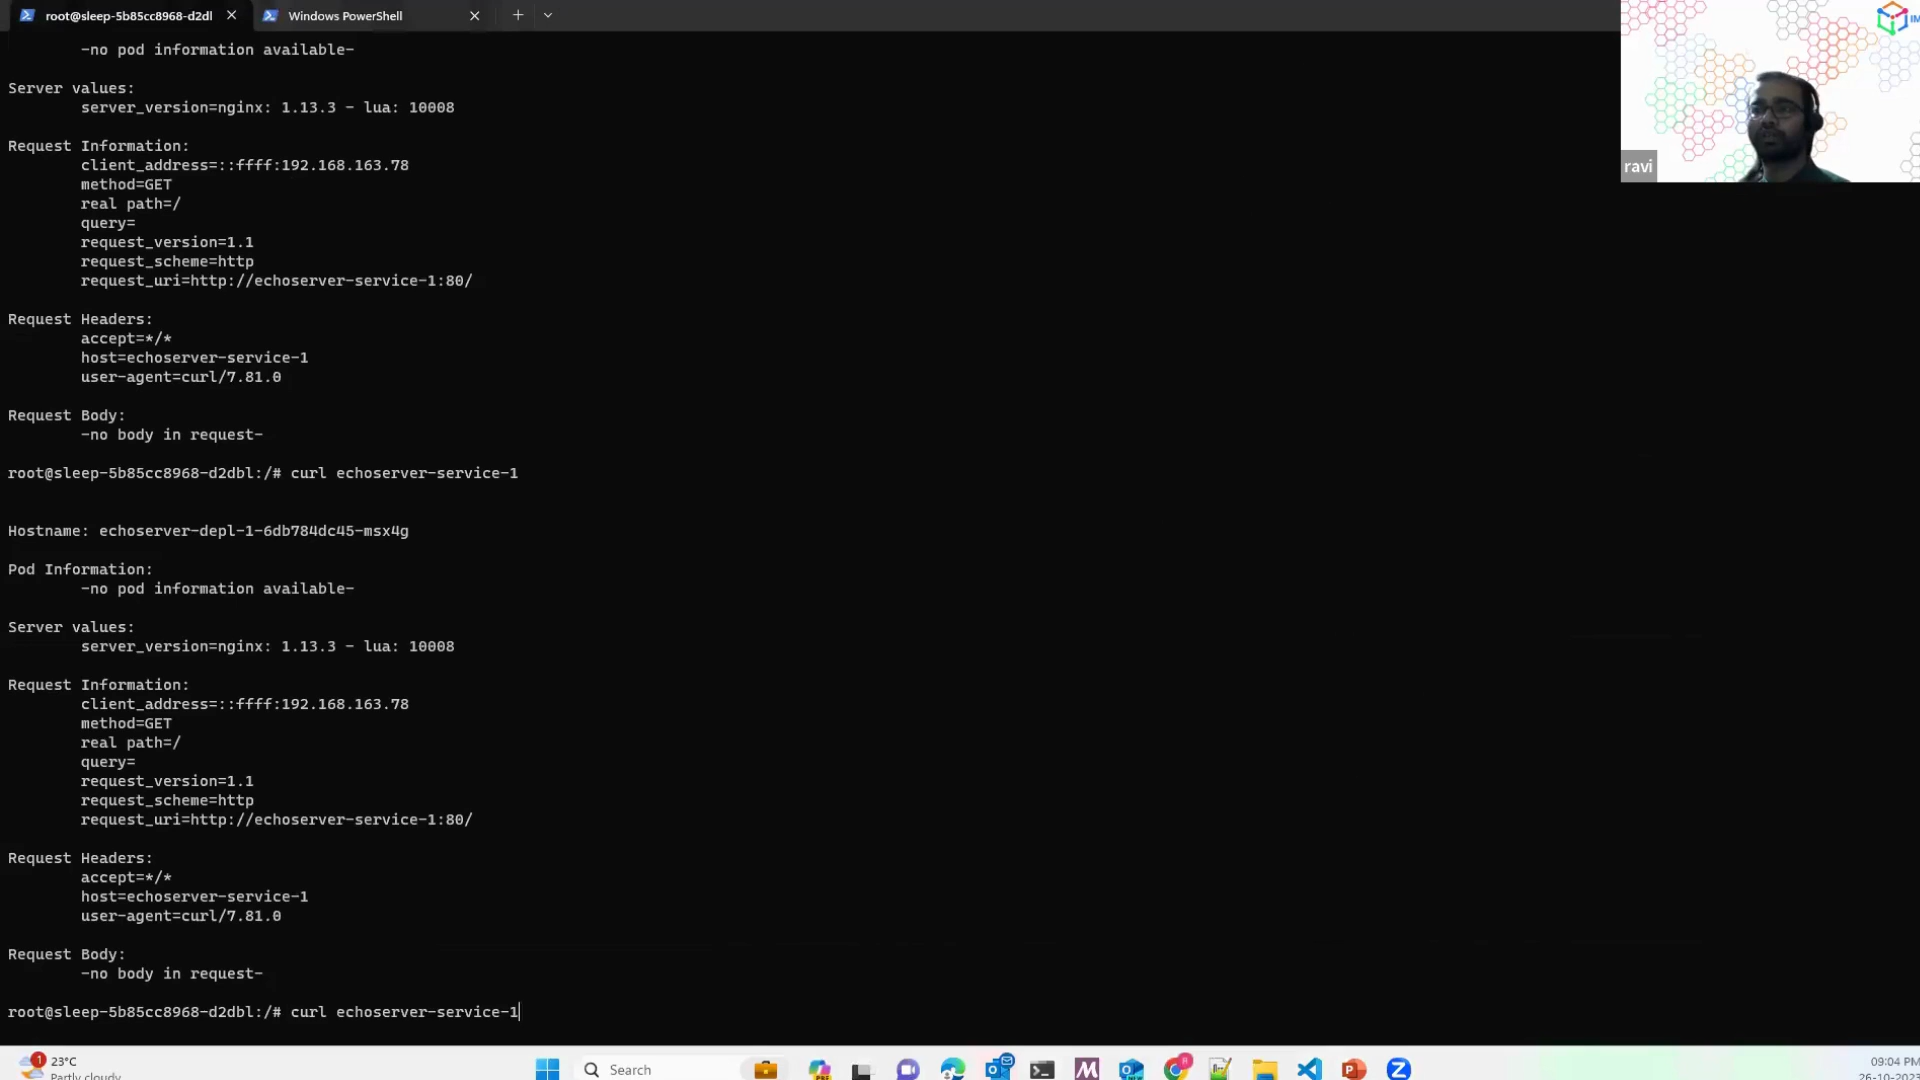 root@sleep-5b85cc8968-d2dbl
Windows PowerShell
-no pod information available-
Server values:
server_version=nginx: 1.13.3 - lua: 10008
Request Information:
client_address=::ffff:192.168.163.78
method=GET
real path=/
query=
request_version=1.1
request_scheme=http
request_uri=http://echoserver-service-1:80/
Request Headers:
accept=*/*
host=echoserver-service-1
user-agent=curl/7.81.0
Request Body:
-no body in request-
root@sleep-5b85cc8968-d2dbl:/# curl echoserver-service-1
Hostname: echoserver-depl-1-6db784dc45-msx4g
Pod Information:
-no pod information available-
Server values:
server_version=nginx: 1.13.3 - lua: 10008
Request Information:
client_address=::ffff:192.168.163.78
method=GET
real path=/
query=
request_version=1.1
request_scheme=http
request_uri=http://echoserver-service-1:80/
Request Headers:
accept=*/*
host=echoserver-service-1
user-agent=curl/7.81.0
Request Body:
-no body in request-
root@sleep-5b85cc8968-d2dbl:/# curl echoserver-service-1
ravi
IM
1
23°C
Partly cloudy
Search
09:04 PM